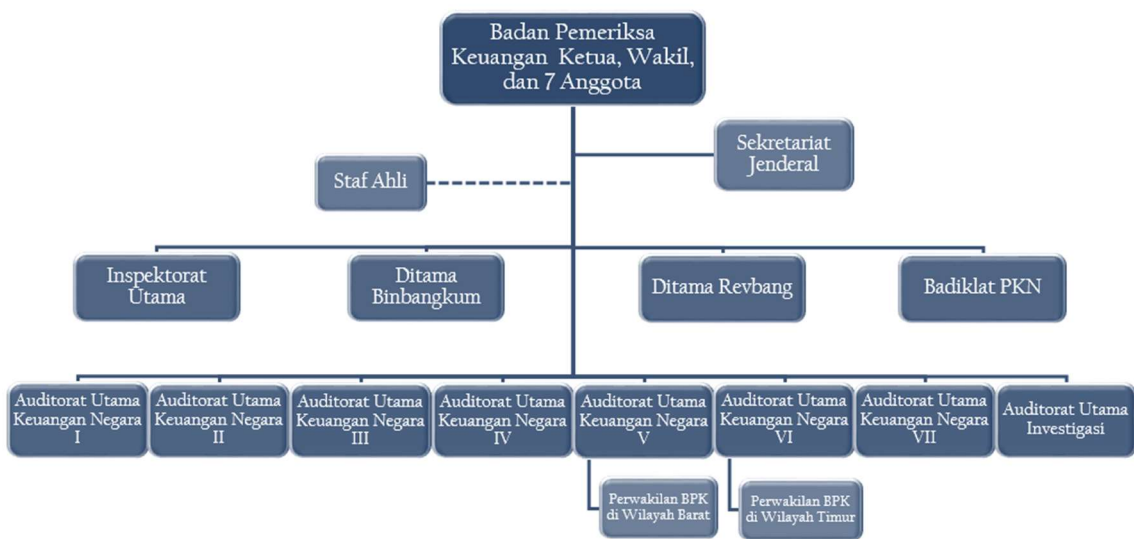 Badan Pemeriksa
Keuangan Ketua, Wakil,
dan 7 Anggota
Sekretariat
Jenderal
Staf Ahli
Inspektorat
Utama
Ditama
Binbangkum
Ditama Revbang
Badiklat PKN
Auditorat Utama
Keuangan Negara
I
Auditorat Utama
Keuangan Negara
II
Auditorat Utama
Keuangan Negara
III
Auditorat Utama
Keuangan Negara
IV
Auditorat Utama
Keuangan Negara
V
Auditorat Utama
Keuangan Negara
VI
Auditorat Utama
Keuangan Negara
VII
Auditorat Utama
Investigasi
Perwakilan BPK
di Wilayah Barat
Perwakilan BPK
di Wilayah Timur